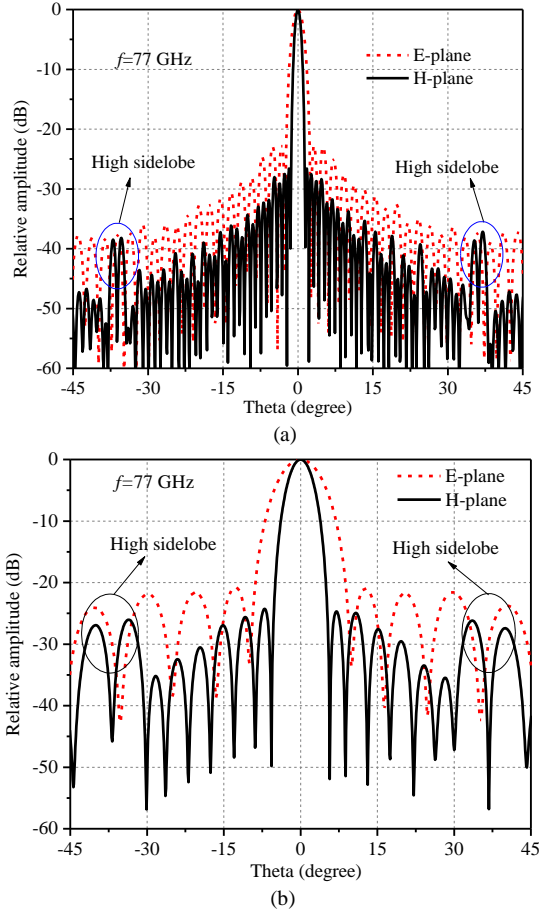 0
-10
-20
-30
-40
-50
-60
Relative amplitude (dB)
f=77 GHz
E-plane
H-plane
High sidelobe
High sidelobe
-45 -30 -15 0 15 30 45
Theta (degree)
(a)
0
-10
-20
-30
-40
-50
-60
Relative amplitude (dB)
f=77 GHz
E-plane
H-plane
High sidelobe
High sidelobe
-45 -30 -15 0 15 30 45
Theta (degree)
(b)